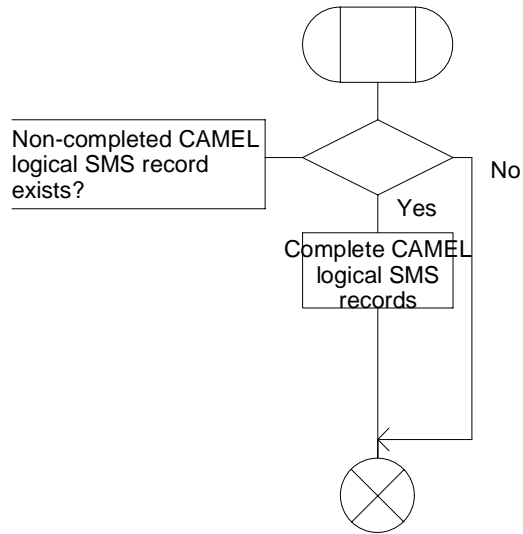 Non-completed CAMEL
logical SMS record
exists?
No
Yes
Complete CAMEL
logical SMS
records